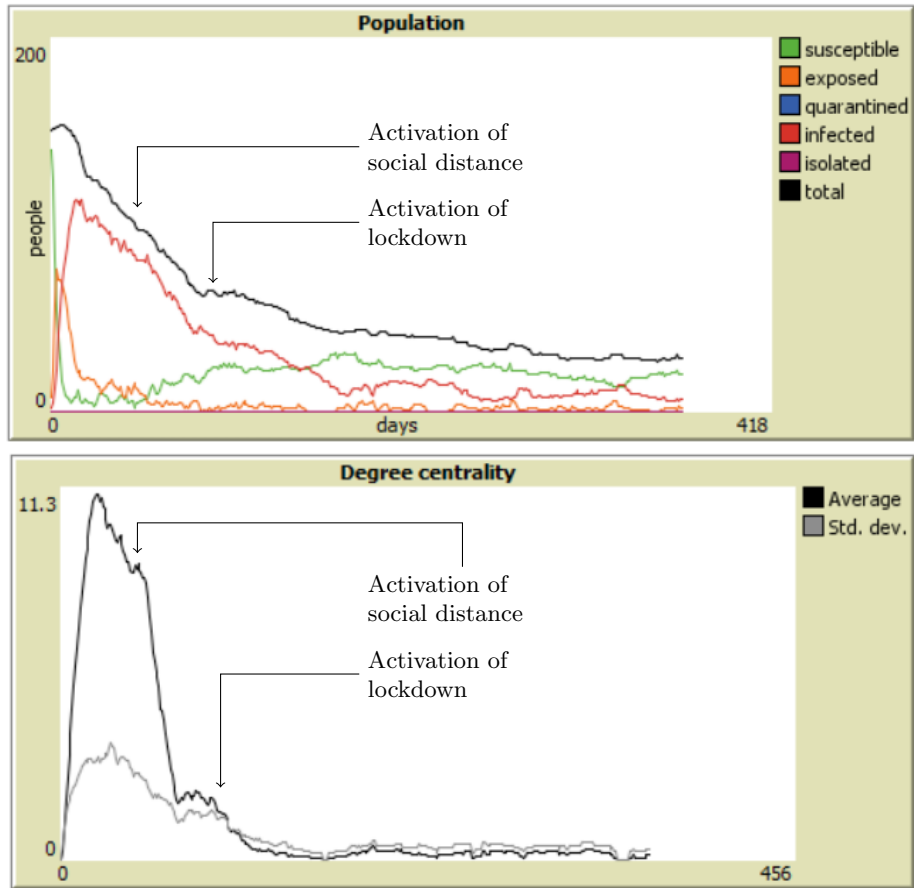 Population
200
people
0
0
days
418
susceptible
exposed
quarantined
infected
isolated
total
Activation of
social distance
Activation of
lockdown
Degree centrality
11.3
0
0
456
Average
Std. dev.
Activation of
social distance
Activation of
lockdown